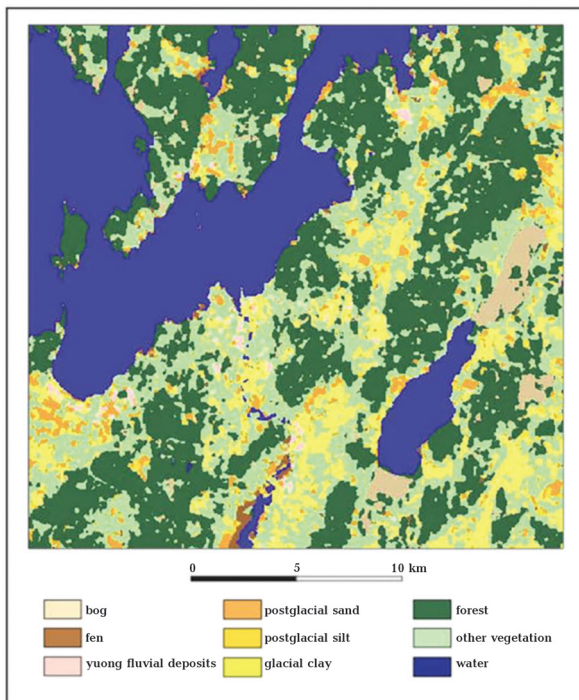 0 5 10 km
bog postglacial sand forest
fen postglacial silt other vegetation
yuong fluvial deposits glacial clay water